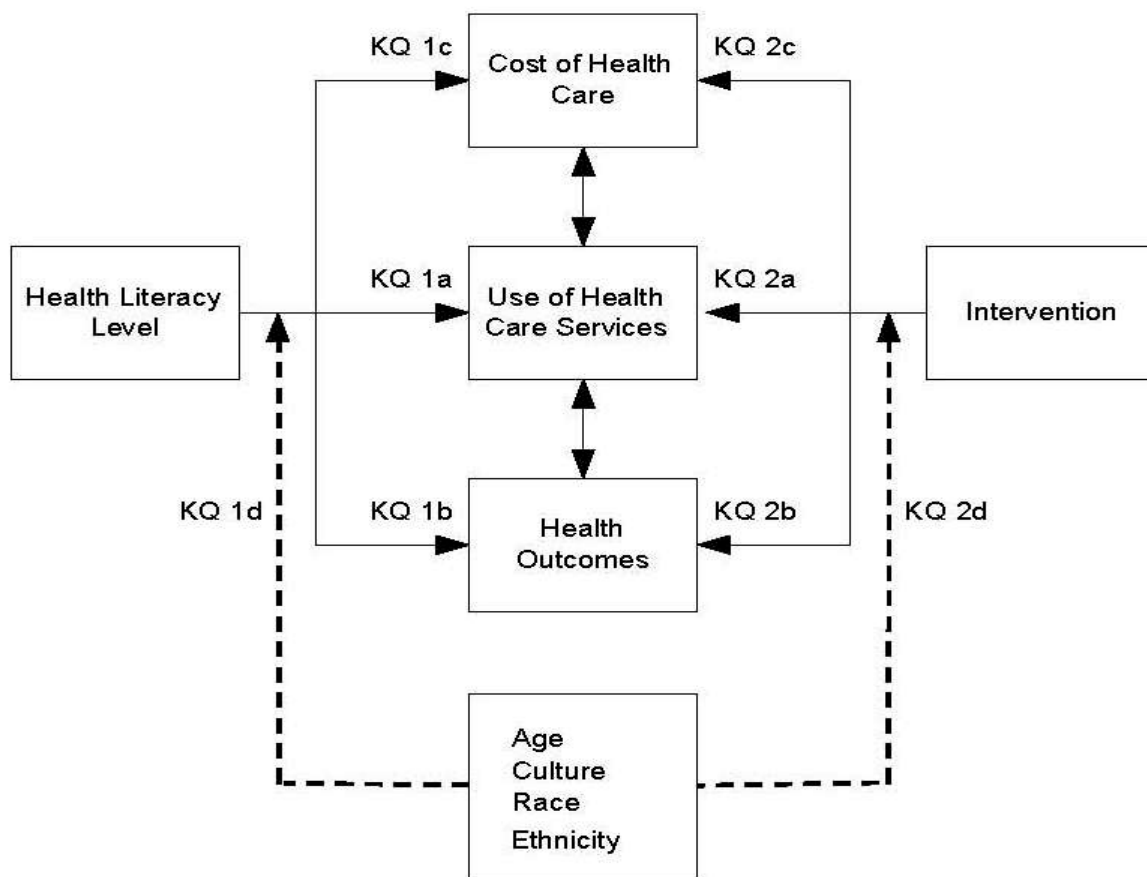 KQ 1c
Cost of Health
Care
KQ 2c
Health Literacy
Level
KQ 1a
Use of Health
Care Services
KQ 2a
Intervention
KQ 1d
KQ 1b
Health
Outcomes
KQ 2b
KQ 2d
Age
Culture
Race
Ethnicity